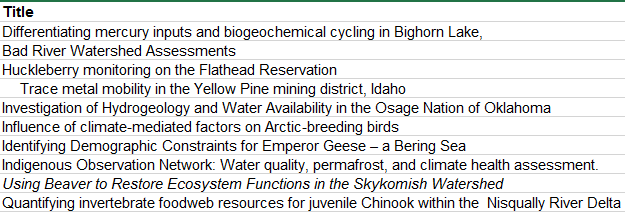 Title
Differentiating mercury inputs and biogeochemical cycling in Bighorn Lake,
Bad River Watershed Assessments
Huckleberry monitoring on the Flathead Reservation
Trace metal mobility in the Yellow Pine mining district, Idaho
Investigation of Hydrogeology and Water Availability in the Osage Nation of Oklahoma
Influence of climate-mediated factors on Arctic-breeding birds
Identifying Demographic Constraints for Emperor Geese – a Bering Sea
Indigenous Observation Network: Water quality, permafrost, and climate health assessment.
Using Beaver to Restore Ecosystem Functions in the Skykomish Watershed
Quantifying invertebrate foodweb resources for juvenile Chinook within the  Nisqually River Delta